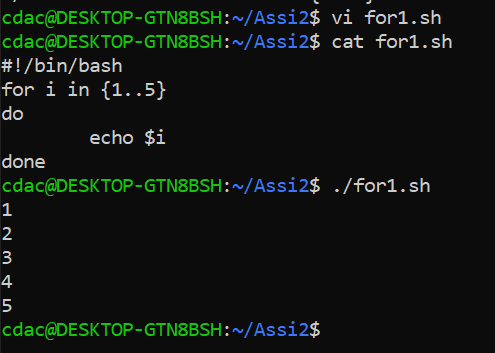 cdac@DESKTOP-GTN8BSH:~/Assi2$ vi for1.sh
cdac@DESKTOP-GTN8BSH:~/Assi2$ cat for1.sh
#!/bin/bash
for i in {1..5}
do
        echo $i
done
cdac@DESKTOP-GTN8BSH:~/Assi2$ ./for1.sh
1
2
3
4
5
cdac@DESKTOP-GTN8BSH:~/Assi2$